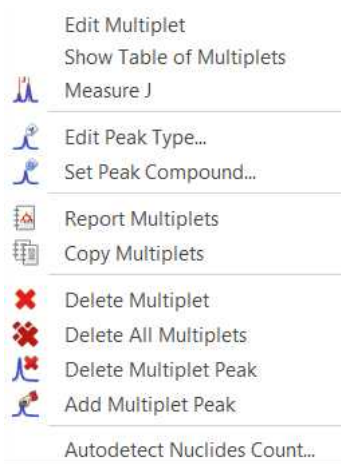 Edit Multiplet
Show Table of Multiplets
Measure J
Edit Peak Type...
Set Peak Compound...
Report Multiplets
Copy Multiplets
Delete Multiplet
Delete All Multiplets
Delete Multiplet Peak
Add Multiplet Peak
Autodetect Nuclides Count...